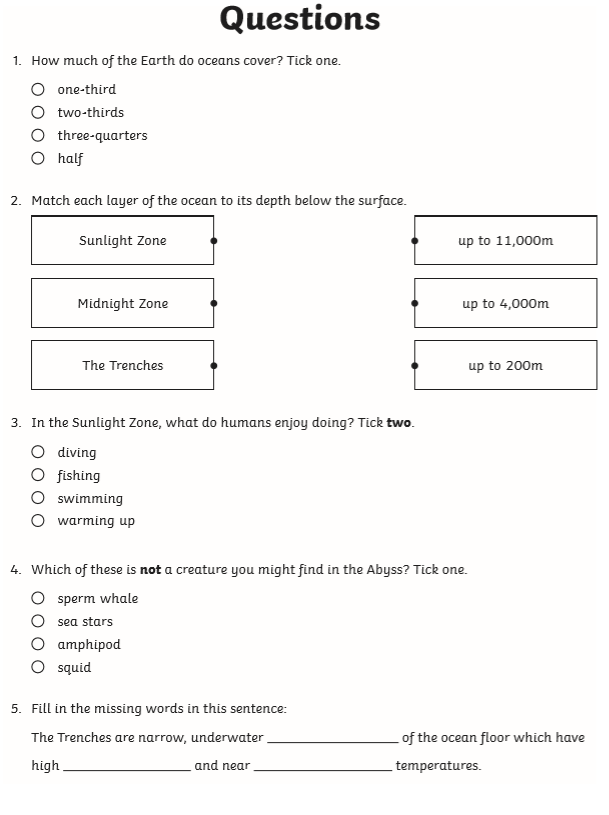 Questions
1. How much of the Earth do oceans cover? Tick one.
one-third
two-thirds
three-quarters
half
2. Match each layer of the ocean to its depth below the surface.
Sunlight Zone
up to 11,000m
Midnight Zone
up to 4,000m
The Trenches
up to 200m
3. In the Sunlight Zone, what do humans enjoy doing? Tick two.
diving
fishing
swimming
warming up
4. Which of these is not a creature you might find in the Abyss? Tick one.
sperm whale
sea stars
amphipod
squid
5. Fill in the missing words in this sentence:
The Trenches are narrow, underwater ____________________ of the ocean floor which have
high ____________________ and near ____________________ temperatures.